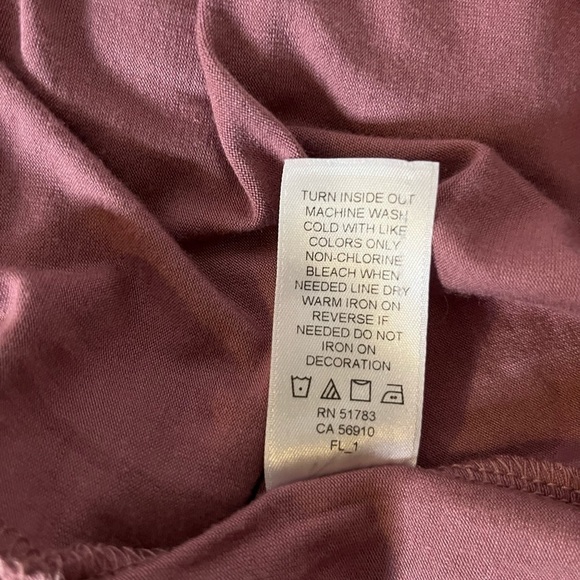 TURN INSIDE OUT
MACHINE WASH
COLD WITH LIKE
COLORS ONLY
NON-CHLORINE
BLEACH WHEN
NEEDED LINE DRY
WARM IRON ON
REVERSE IF
NEEDED DO NOT
IRON ON
DECORATION
RN 51783
CA 56910
FL_1